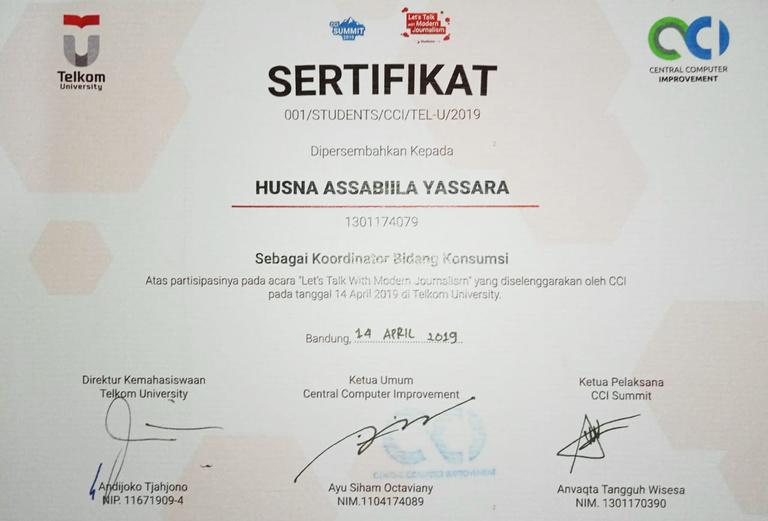 Telkom
University
CCI
SUMMIT
2019
Let's Talk
with Modern
Journalism
CCI
CENTRAL COMPUTER
IMPROVEMENT
SERTIFIKAT
001/STUDENTS/CCI/TEL-U/2019
Dipersembahkan Kepada
HUSNA ASSABIILA YASSARA
1301174079
Sebagai Koordinator Bidang Konsumsi
Atas partisipasinya pada acara "Let's Talk With Modern Journalism" yang diselenggarakan oleh CCI
pada tanggal 14 April 2019 di Telkom University.
Bandung, 14 APRIL 2019
Direktur Kemahasiswaan
Telkom University
Ketua Umum
Central Computer Improvement
Ketua Pelaksana
CCI Summit
CENTRAL COMPUTER IMPROVEMENT
Andijoko Tjahjono
NIP. 11671909-4
Ayu Siham Octaviany
NIM.1104174089
Anvaqta Tangguh Wisesa
NIM. 1301170390